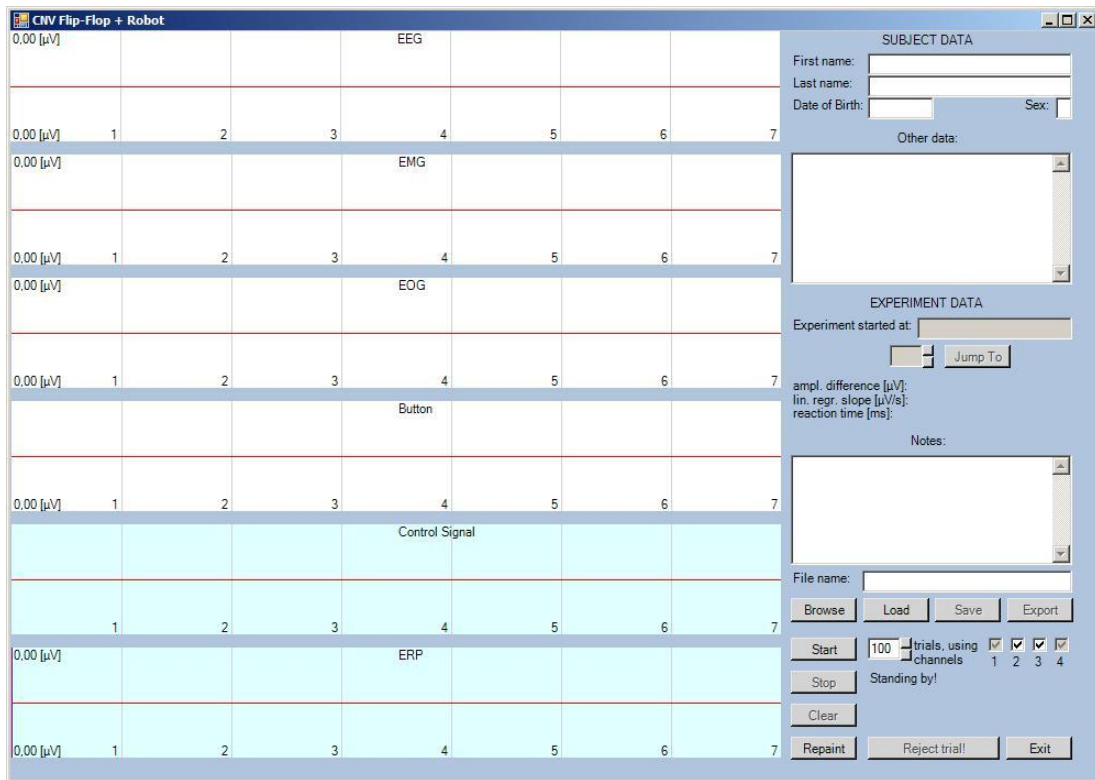 CNV Flip-Flop + Robot
0,00 [µV] EEG
0,00 [µV] 1 2 3 4 5 6 7
0,00 [µV] EMG
0,00 [µV] 1 2 3 4 5 6 7
0,00 [µV] EOG
0,00 [µV] 1 2 3 4 5 6 7
Button
0,00 [µV] 1 2 3 4 5 6 7
Control Signal
1 2 3 4 5 6 7
0,00 [µV] ERP
0,00 [µV] 1 2 3 4 5 6 7
SUBJECT DATA
First name:
Last name:
Date of Birth: Sex:
Other data:
EXPERIMENT DATA
Experiment started at:
Jump To
ampl. difference [µV]:
lin. regr. slope [µV/s]:
reaction time [ms]:
Notes:
File name:
Browse Load Save Export
Start 100 trials, using
channels 1 2 3 4
Stop Standing by!
Clear
Repaint Reject trial! Exit